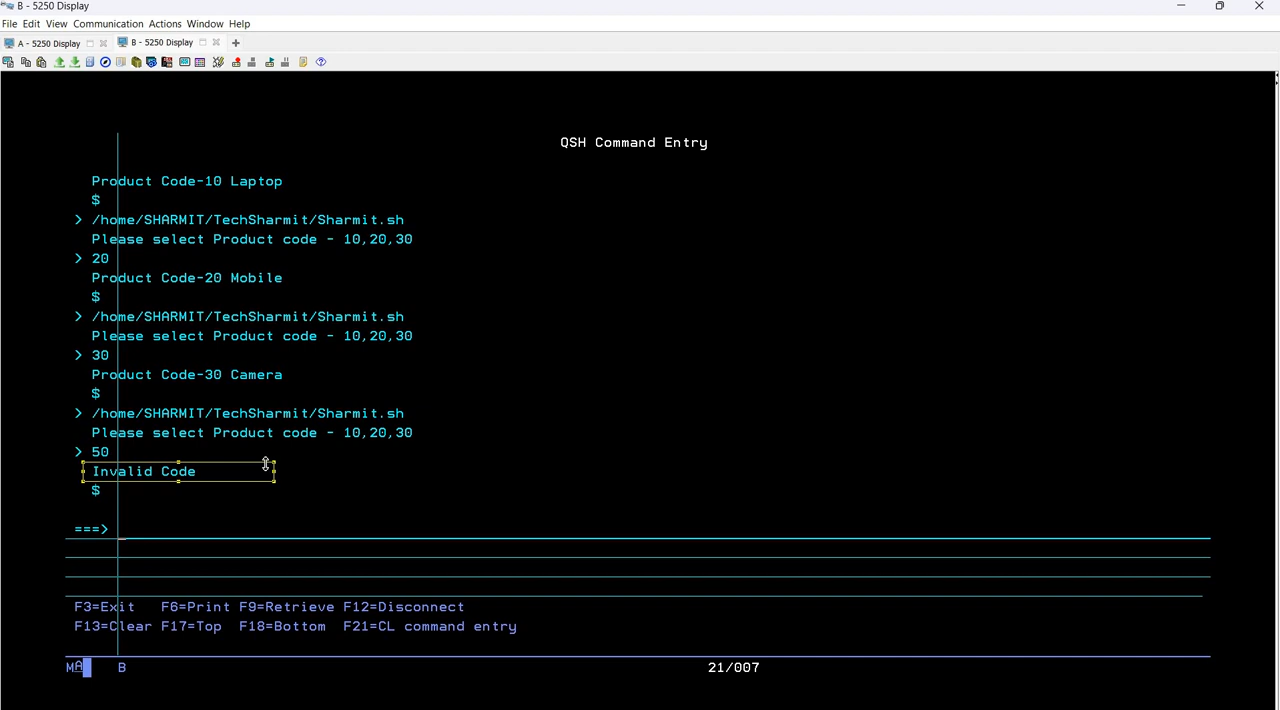 B - 5250 Display
File Edit View Communication Actions Window Help
A - 5250 Display B - 5250 Display
QSH Command Entry
Product Code-10 Laptop
$
> /home/SHARMIT/TechSharmit/Sharmit.sh
Please select Product code - 10,20,30
> 20
Product Code-20 Mobile
$
> /home/SHARMIT/TechSharmit/Sharmit.sh
Please select Product code - 10,20,30
> 30
Product Code-30 Camera
$
> /home/SHARMIT/TechSharmit/Sharmit.sh
Please select Product code - 10,20,30
> 50
Invalid Code
$
===> _
F3=Exit F6=Print F9=Retrieve F12=Disconnect
F13=Clear F17=Top F18=Bottom F21=CL command entry
MA B 21/007